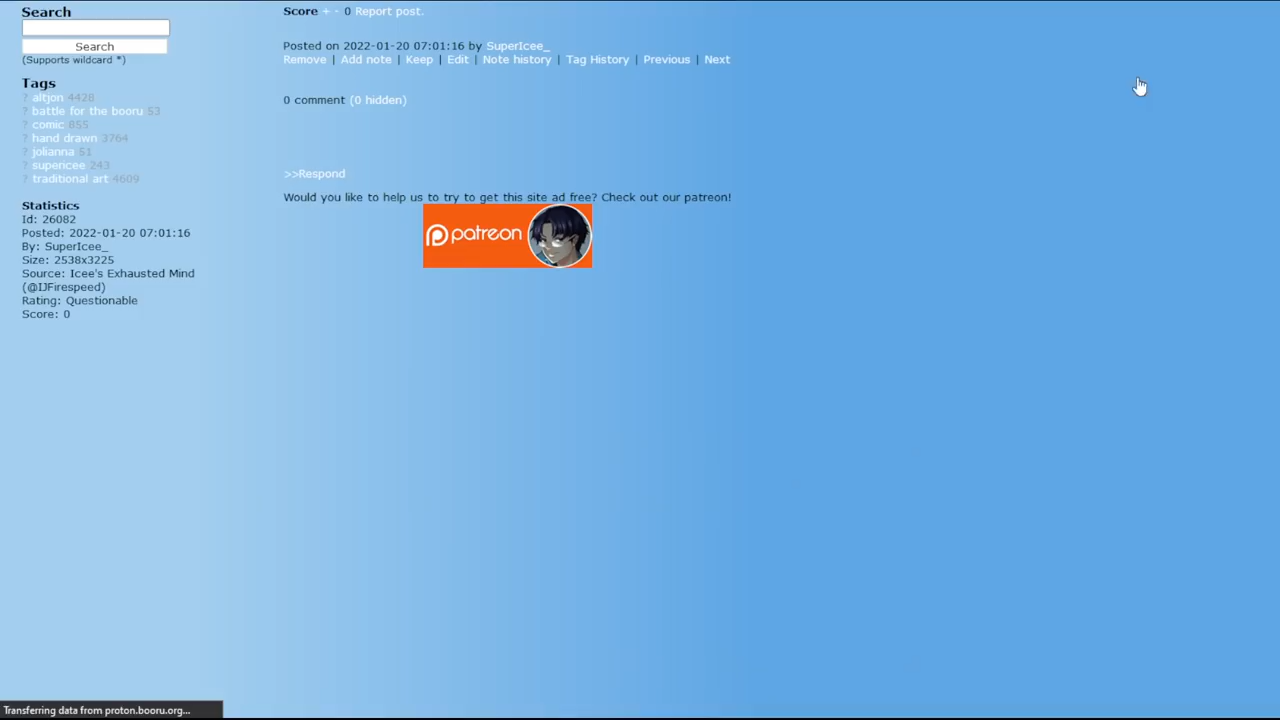 Search
Search
(Supports wildcard *)
Tags
? altjon 4428
? battle for the booru 53
? comic 855
? hand drawn 3764
? jolianna 51
? supericee 243
? traditional art 4609
Statistics
Id: 26082
Posted: 2022-01-20 07:01:16
By: SuperIcee_
Size: 2538x3225
Source: Icee's Exhausted Mind
(@IJFirespeed)
Rating: Questionable
Score: 0
Score + - 0 Report post.
Posted on 2022-01-20 07:01:16 by SuperIcee_
Remove | Add note | Keep | Edit | Note history | Tag History | Previous | Next
0 comment (0 hidden)
>>Respond
Would you like to help us to try to get this site ad free? Check out our patreon!
patreon
Transferring data from proton.booru.org...